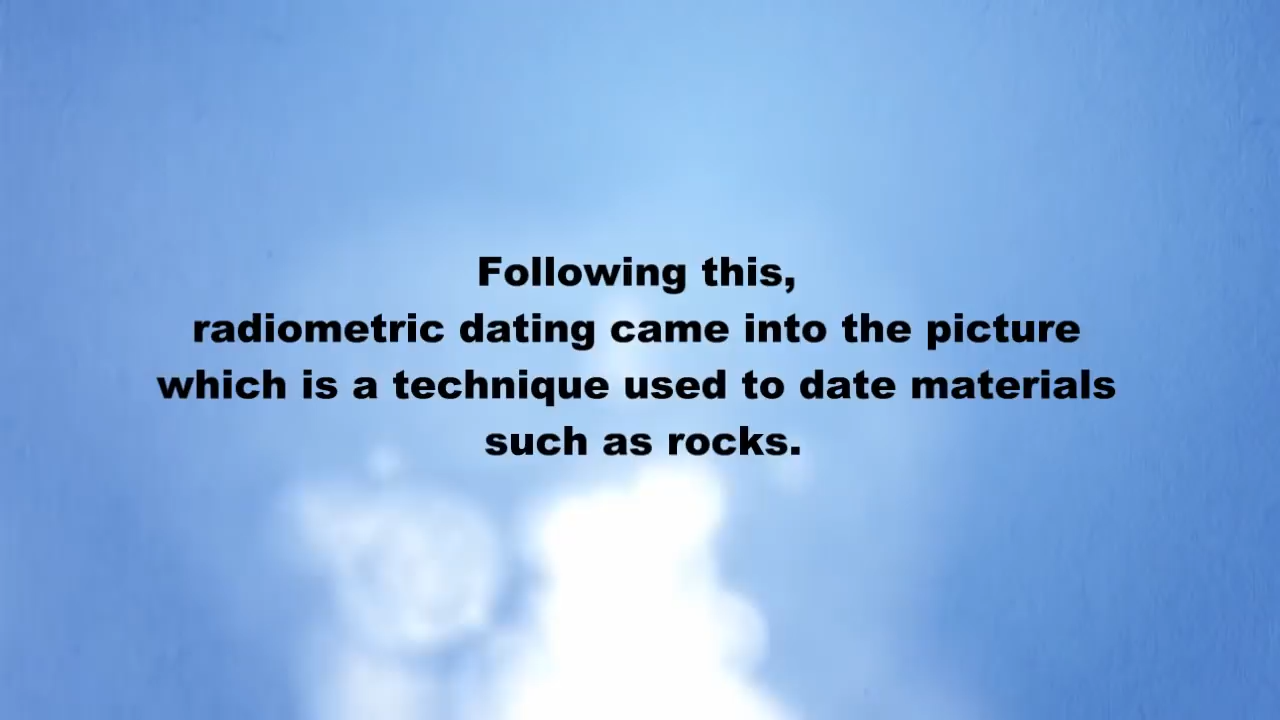 Following this,
radiometric dating came into the picture
which is a technique used to date materials
such as rocks.